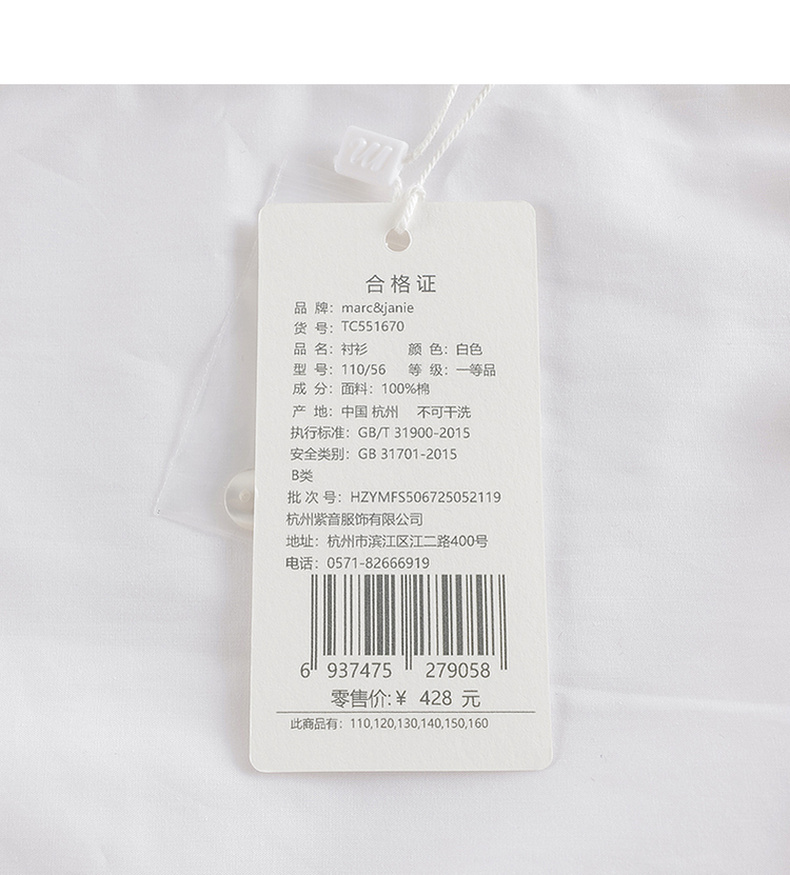 合格证
品 牌：marc&janie
货 号：TC551670
品 名：衬衫 颜 色：白色
型 号：110/56 等 级：一等品
成 分：面料：100%棉
产 地：中国 杭州 不可干洗
执行标准：GB/T 31900-2015
安全类别：GB 31701-2015
B类
批 次 号：HZYMFS506725052119
杭州紫音服饰有限公司
地址：杭州市滨江区江二路400号
电话：0571-82666919
6 937475 279058
零售价:￥ 428 元
此商品有：110,120,130,140,150,160